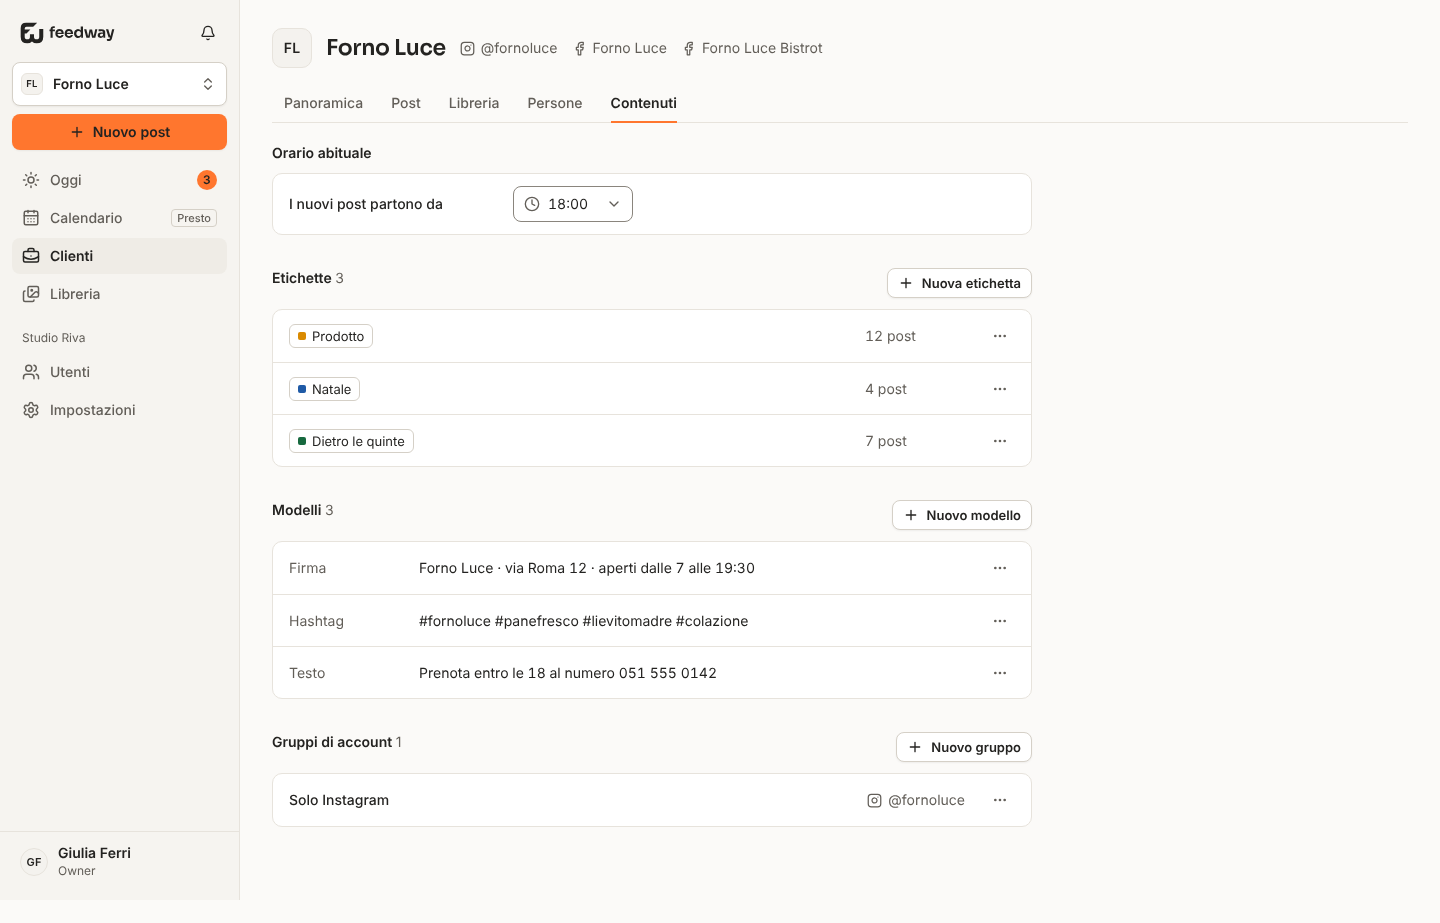 feedway
FL Forno Luce
Nuovo post
Oggi 3
Calendario Presto
Clienti
Libreria
Studio Riva
Utenti
Impostazioni
GF Giulia Ferri
Owner
FL Forno Luce @fornoluce Forno Luce Forno Luce Bistrot
Panoramica Post Libreria Persone Contenuti
Orario abituale
I nuovi post partono da 18:00
Etichette 3 Nuova etichetta
Prodotto 12 post
Natale 4 post
Dietro le quinte 7 post
Modelli 3 Nuovo modello
Firma Forno Luce · via Roma 12 · aperti dalle 7 alle 19:30
Hashtag #fornoluce #panefresco #lievitomadre #colazione
Testo Prenota entro le 18 al numero 051 555 0142
Gruppi di account 1 Nuovo gruppo
Solo Instagram @fornoluce